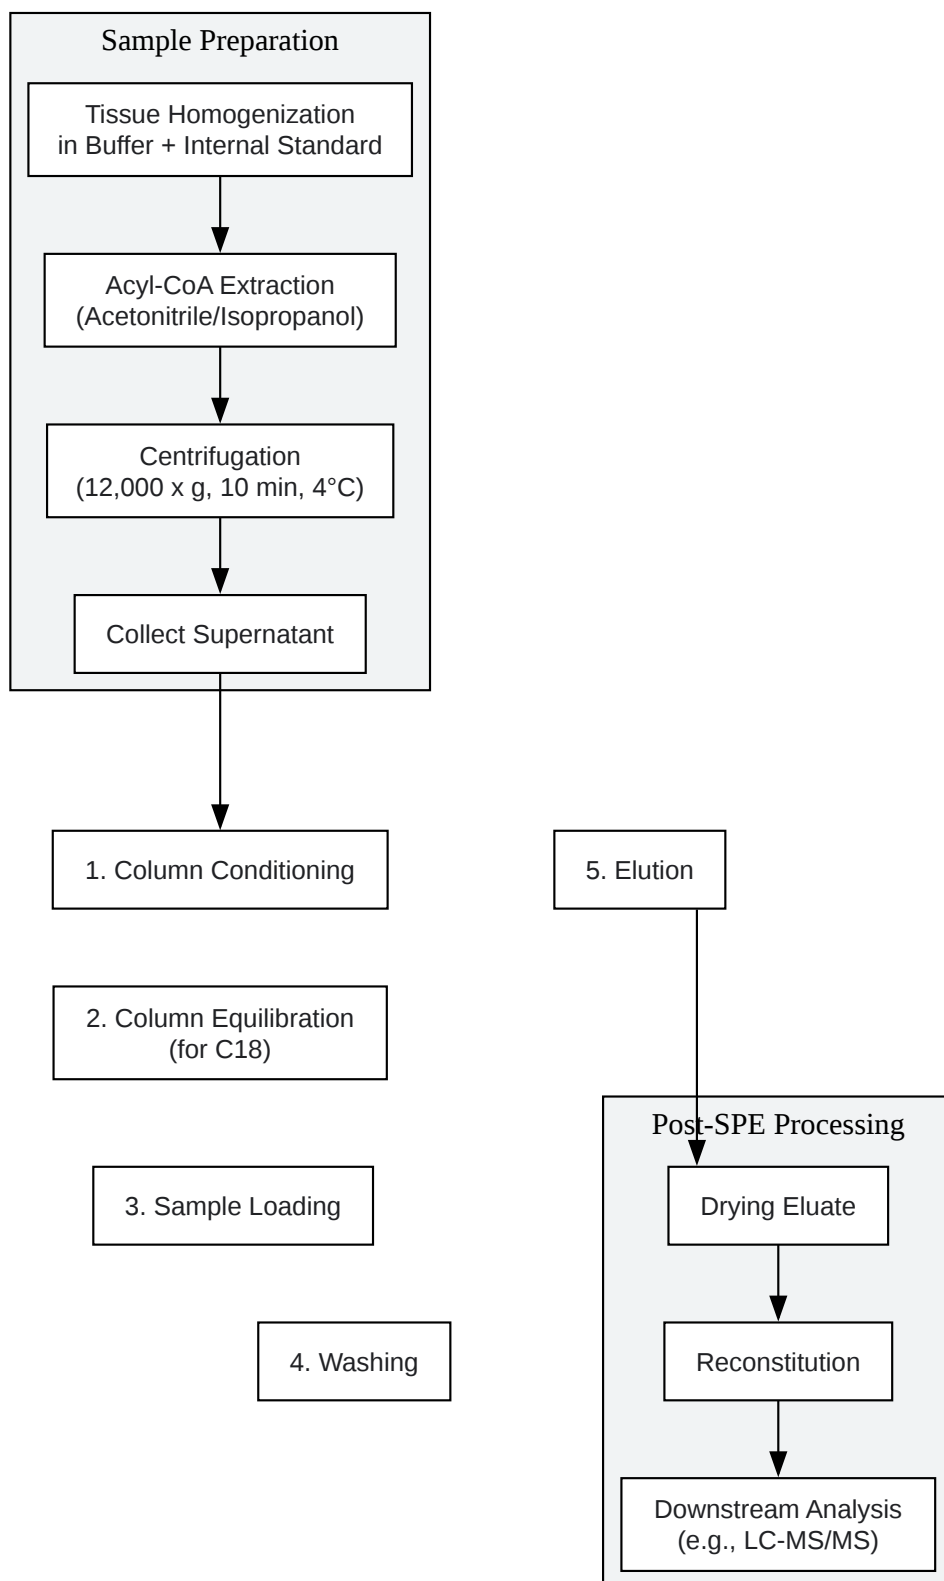 Sample Preparation
Tissue Homogenization
in Buffer + Internal Standard
Acyl-CoA Extraction
(Acetonitrile/Isopropanol)
Centrifugation
(12,000 x g, 10 min, 4°C)
Collect Supernatant
1. Column Conditioning
2. Column Equilibration
(for C18)
3. Sample Loading
4. Washing
5. Elution
Post-SPE Processing
Drying Eluate
Reconstitution
Downstream Analysis
(e.g., LC-MS/MS)